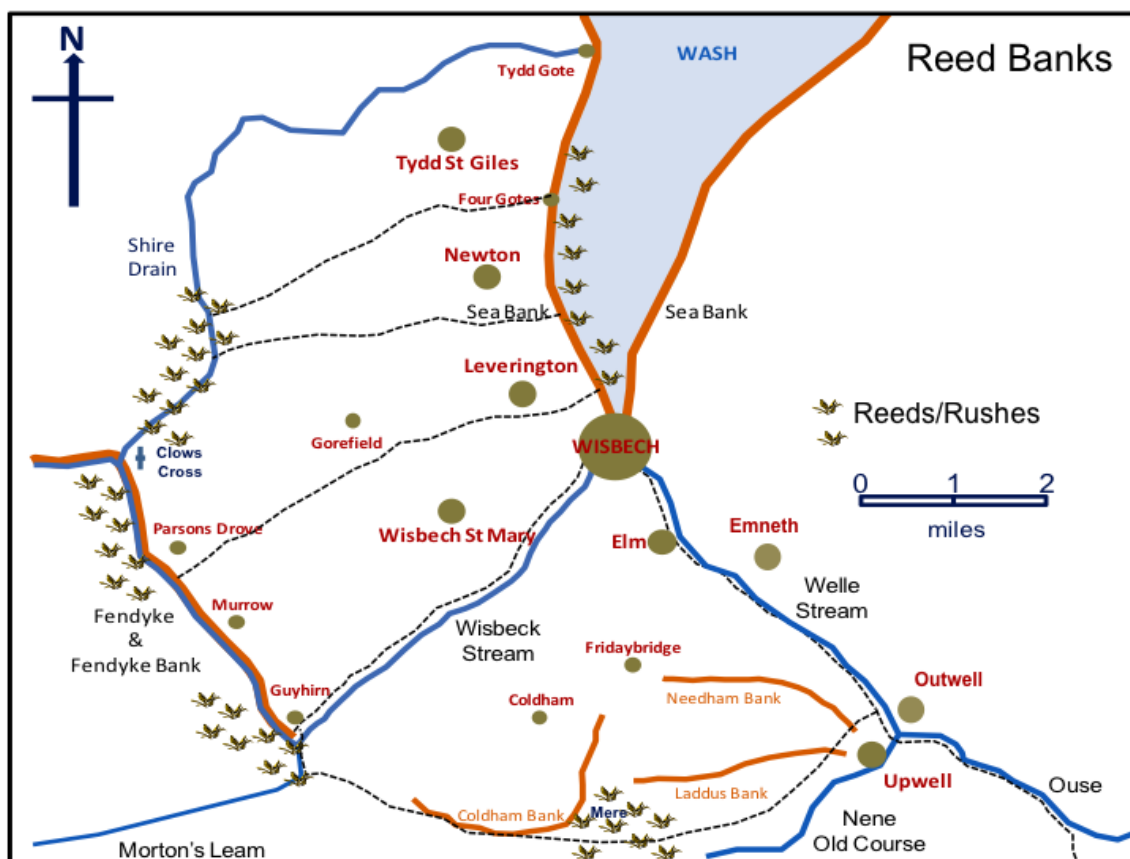 N
Tydd Gote
WASH
Reed Banks
Tydd St Giles
Four Gotes
Shire
Drain
Newton
Sea Bank
Sea Bank
Leverington
Gorefield
WISBECH
Reeds/Rushes
Clows
Cross
0 1 2
miles
Parsons Drove
Wisbech St Mary
Elm
Emneth
Fendyke
&
Fendyke Bank
Murrow
Wisbeck
Stream
Welle
Stream
Fridaybridge
Guyhirn
Coldham
Needham Bank
Outwell
Upwell
Laddus Bank
Coldham Bank
Mere
Ouse
Nene
Old Course
Morton's Leam